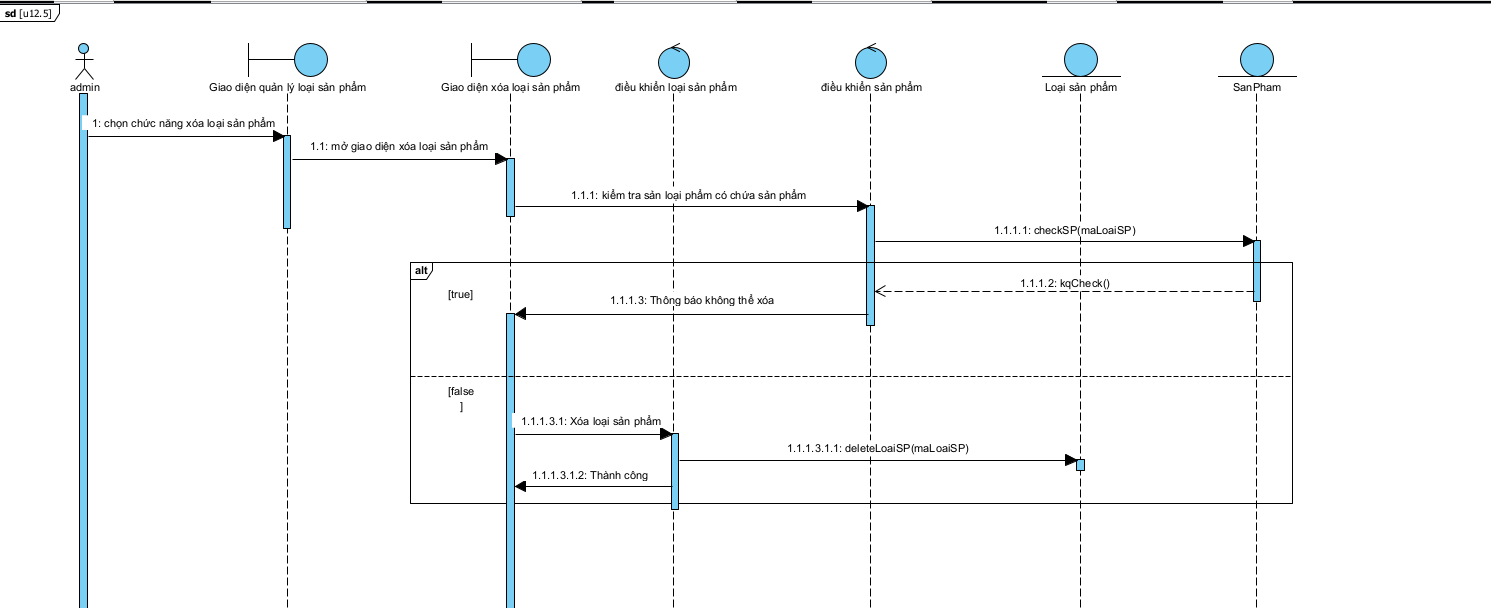 sd [u12.5]
admin
Giao diện quản lý loại sản phẩm
Giao diện xóa loại sản phẩm
điều khiển loại sản phẩm
điều khiển sản phẩm
Loại sản phẩm
SanPham
1: chọn chức năng xóa loại sản phẩm
1.1: mở giao diện xóa loại sản phẩm
1.1.1: kiểm tra sản loại phẩm có chứa sản phẩm
1.1.1.1: checkSP(maLoaiSP)
alt
1.1.1.2: kqCheck()
[true]
1.1.1.3: Thông báo không thể xóa
[false
]
1.1.1.3.1: Xóa loại sản phẩm
1.1.1.3.1.1: deleteLoaiSP(maLoaiSP)
1.1.1.3.1.2: Thành công